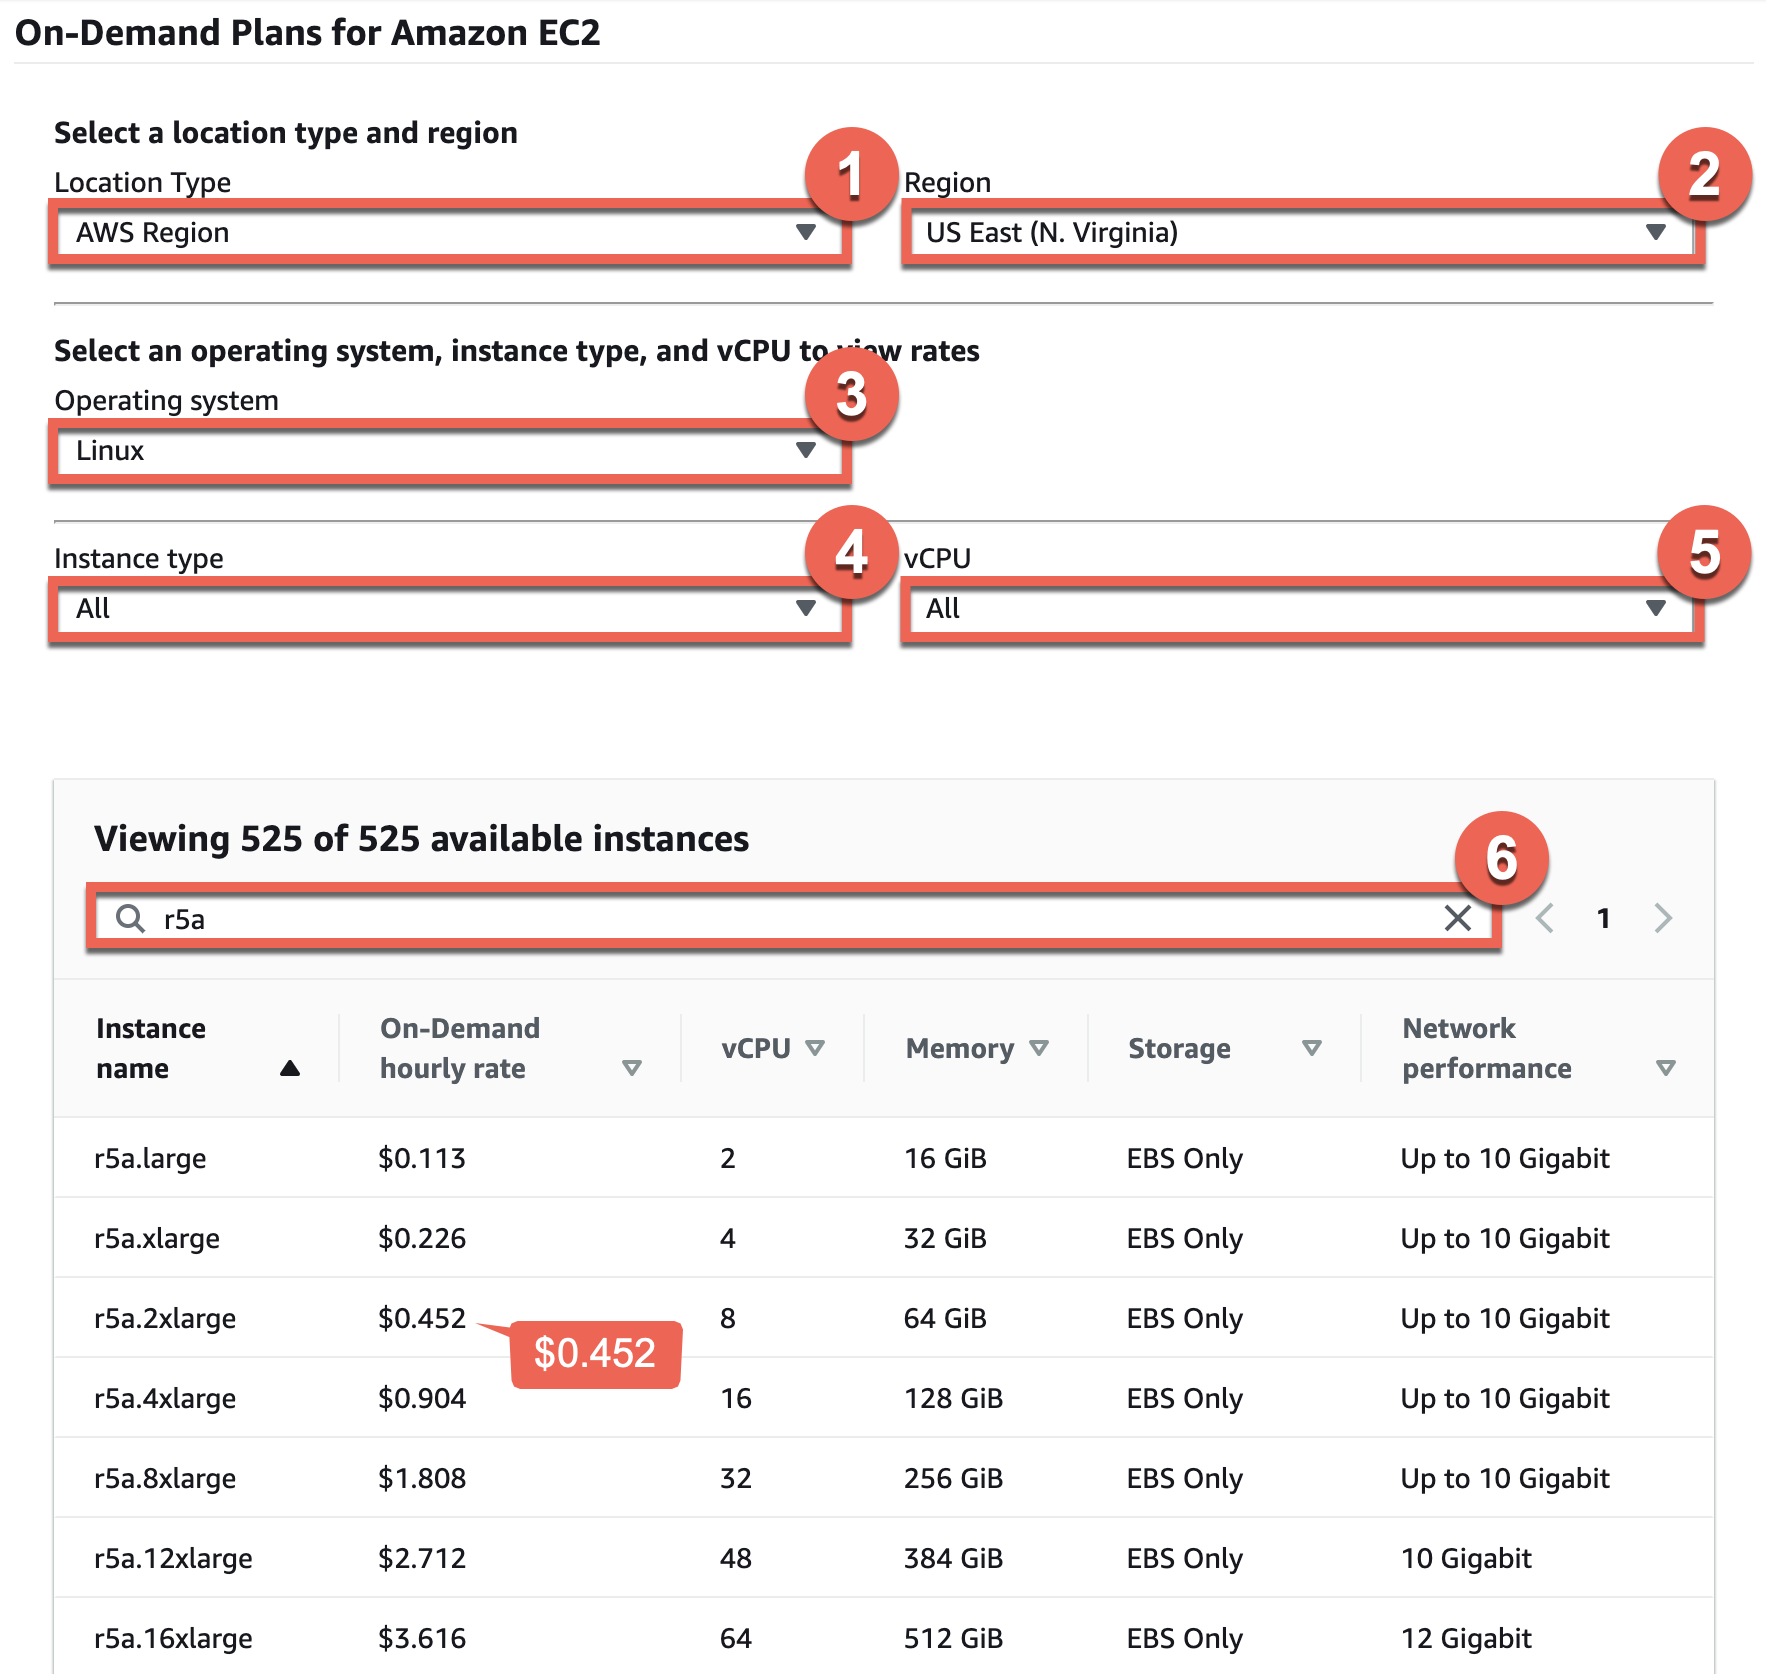 On-Demand Plans for Amazon EC2
Select a location type and region
Location Type
1
Region
2
AWS Region
US East (N. Virginia)
Select an operating system, instance type, and vCPU to view rates
Operating system
3
Linux
Instance type
4
vCPU
5
All
All
Viewing 525 of 525 available instances
6
r5a
1
Instance name
On-Demand hourly rate
vCPU
Memory
Storage
Network performance
r5a.large $0.113 2 16 GiB EBS Only Up to 10 Gigabit
r5a.xlarge $0.226 4 32 GiB EBS Only Up to 10 Gigabit
r5a.2xlarge $0.452 8 64 GiB EBS Only Up to 10 Gigabit
$0.452
r5a.4xlarge $0.904 16 128 GiB EBS Only Up to 10 Gigabit
r5a.8xlarge $1.808 32 256 GiB EBS Only Up to 10 Gigabit
r5a.12xlarge $2.712 48 384 GiB EBS Only 10 Gigabit
r5a.16xlarge $3.616 64 512 GiB EBS Only 12 Gigabit